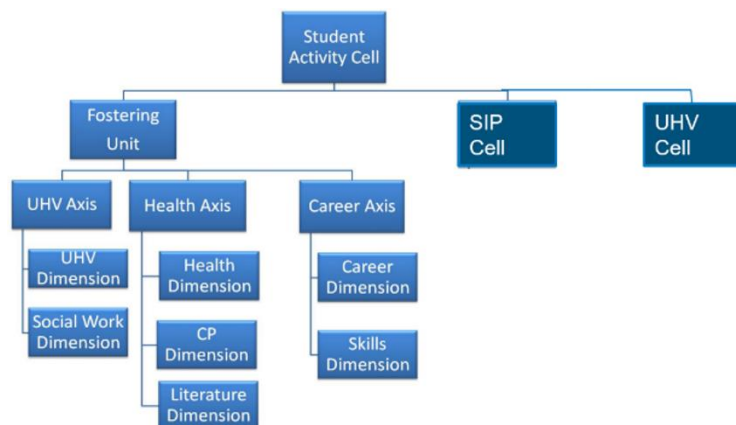 Student
Activity Cell
Fostering
Unit
SIP
Cell
UHV
Cell
UHV Axis
Health Axis
Career Axis
UHV
Dimension
Social Work
Dimension
Health
Dimension
CP
Dimension
Literature
Dimension
Career
Dimension
Skills
Dimension